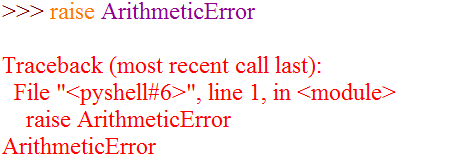 >>> raise ArithmeticError
Traceback (most recent call last):
  File "<pyshell#6>", line 1, in <module>
    raise ArithmeticError
ArithmeticError